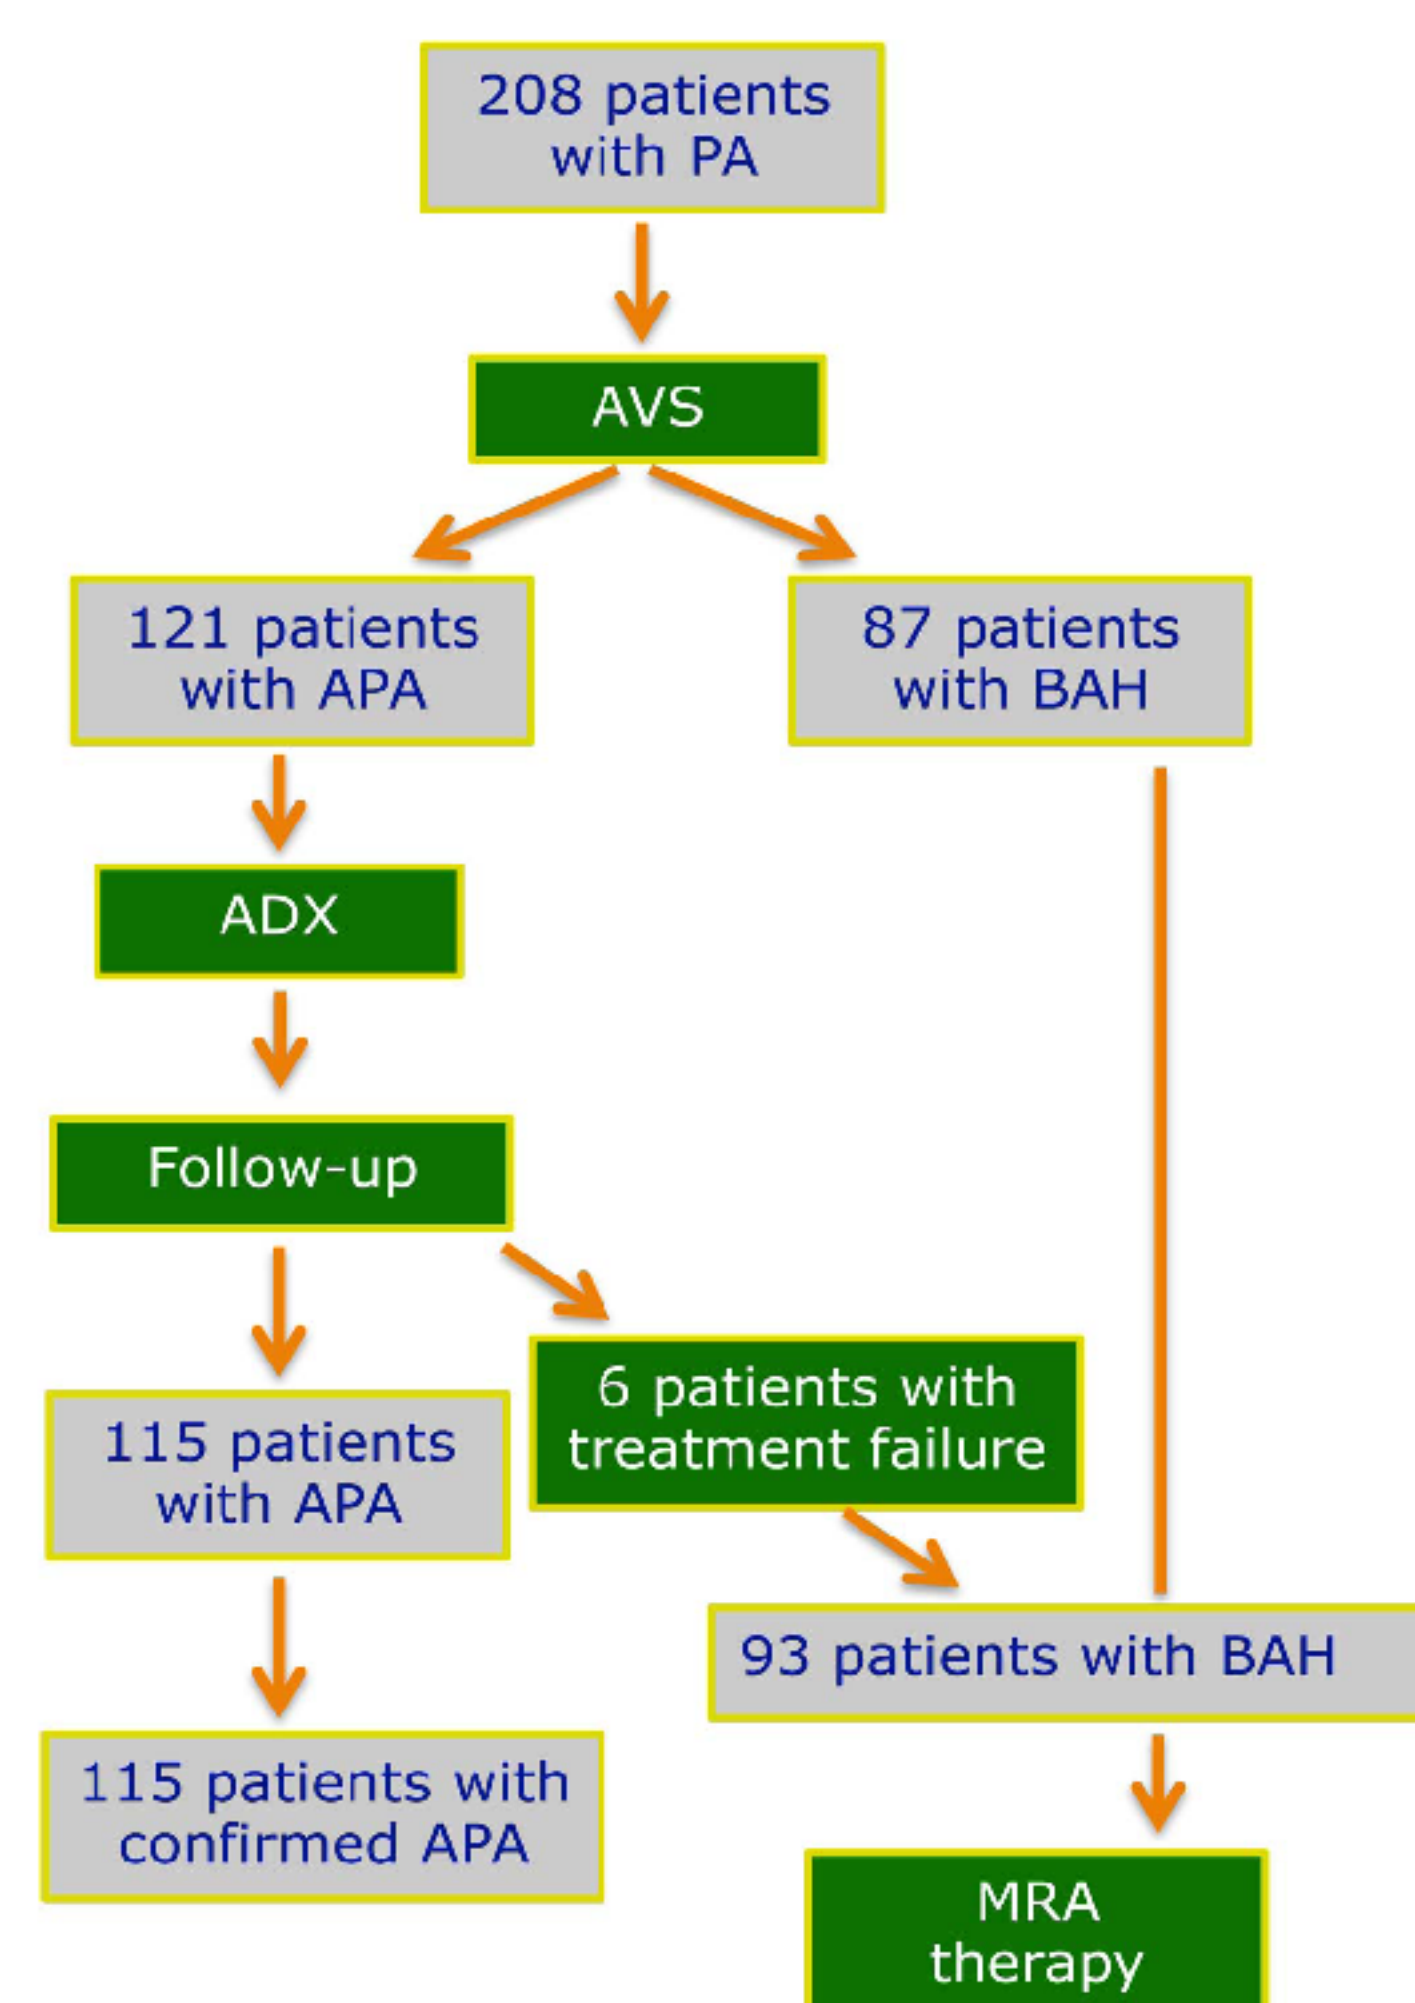 208 patients
with PA
AVS
121 patients
with APA
87 patients
with BAH
ADX
Follow-up
6 patients with
treatment failure
115 patients
with APA
93 patients with BAH
115 patients with
confirmed APA
MRA
therapy